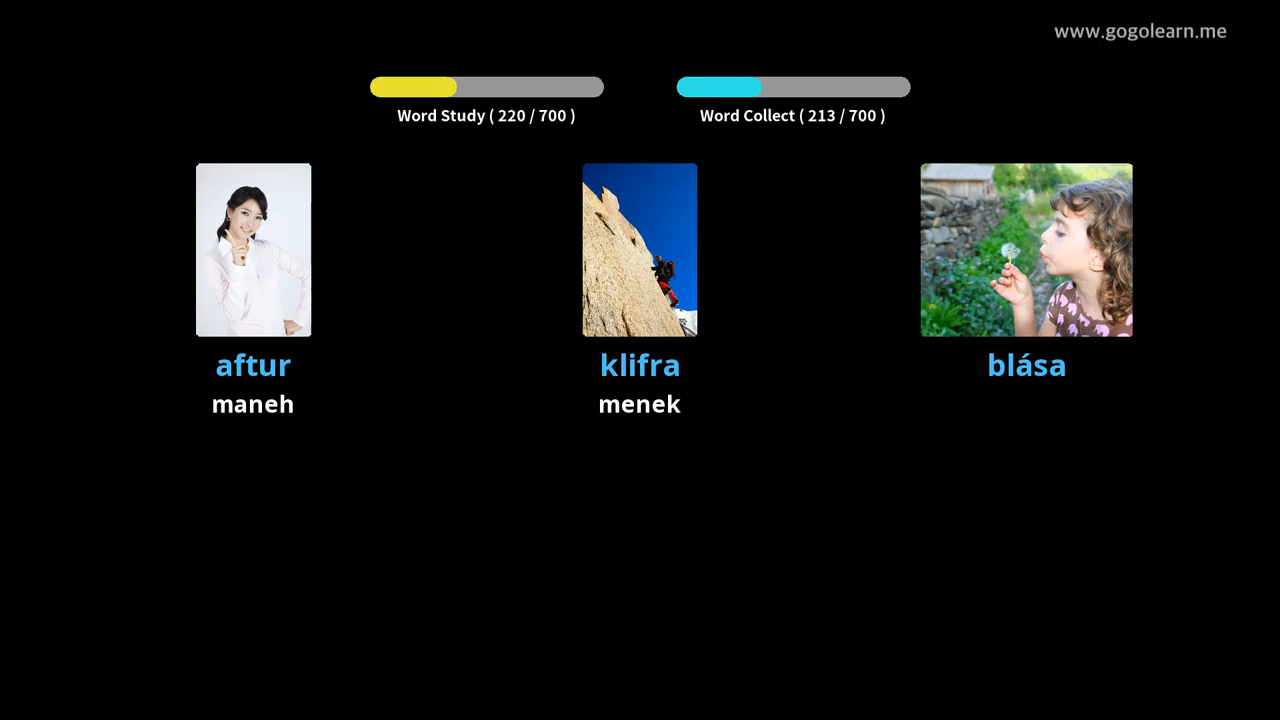 www.gogolearn.me
Word Study ( 220 / 700 )
Word Collect ( 213 / 700 )
aftur
maneh
klifra
menek
blása